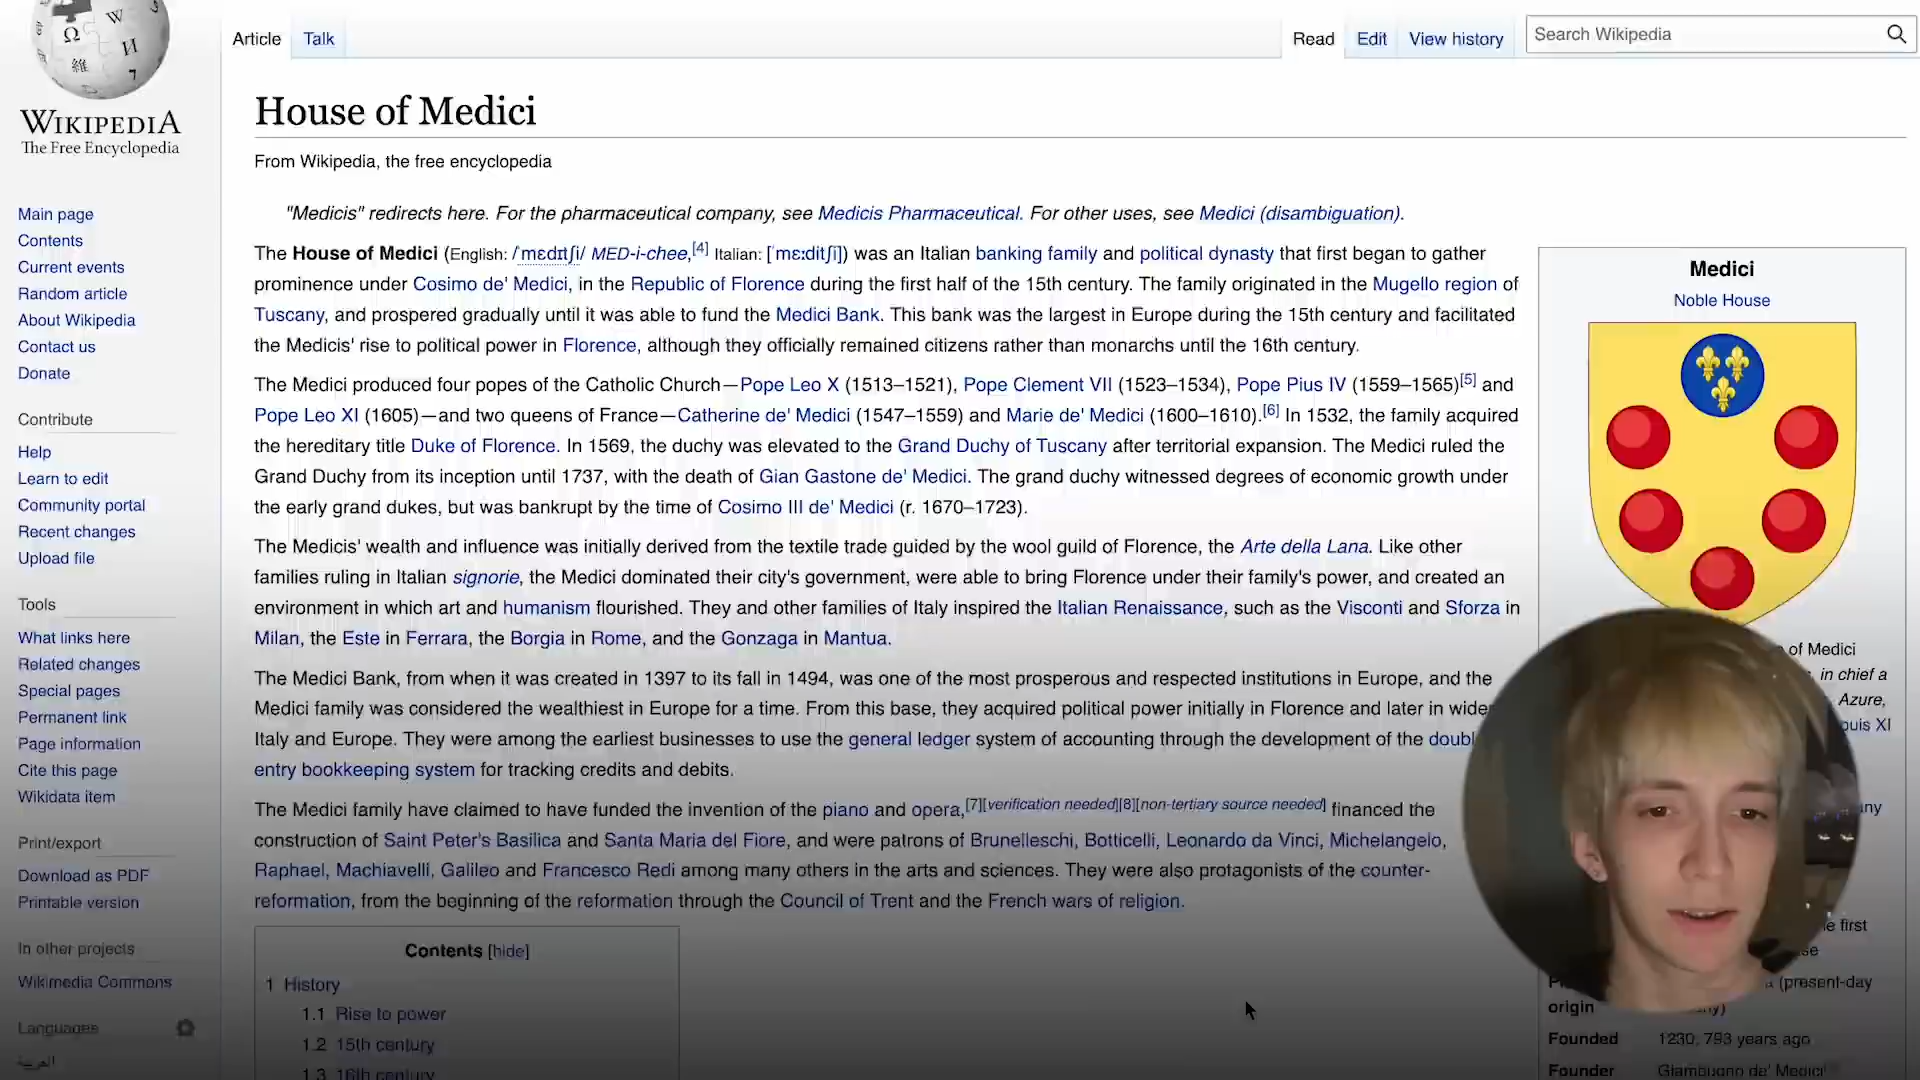 Article
Talk
Read
Edit
View history
Search Wikipedia
WIKIPEDIA
The Free Encyclopedia
Main page
Contents
Current events
Random article
About Wikipedia
Contact us
Donate
Contribute
Help
Learn to edit
Community portal
Recent changes
Upload file
Tools
What links here
Related changes
Special pages
Permanent link
Page information
Cite this page
Wikidata item
Print/export
Download as PDF
Printable version
In other projects
Wikimedia Commons
Languages
العربية
House of Medici
From Wikipedia, the free encyclopedia
"Medicis" redirects here. For the pharmaceutical company, see Medicis Pharmaceutical. For other uses, see Medici (disambiguation).
The House of Medici (English: /ˈmɛdɪtʃi/ MED-i-chee,[4] Italian: [ˈmɛːditʃi]) was an Italian banking family and political dynasty that first began to gather
prominence under Cosimo de' Medici, in the Republic of Florence during the first half of the 15th century. The family originated in the Mugello region of
Tuscany, and prospered gradually until it was able to fund the Medici Bank. This bank was the largest in Europe during the 15th century and facilitated
the Medicis' rise to political power in Florence, although they officially remained citizens rather than monarchs until the 16th century.
The Medici produced four popes of the Catholic Church—Pope Leo X (1513–1521), Pope Clement VII (1523–1534), Pope Pius IV (1559–1565)[5] and
Pope Leo XI (1605)—and two queens of France—Catherine de' Medici (1547–1559) and Marie de' Medici (1600–1610).[6] In 1532, the family acquired
the hereditary title Duke of Florence. In 1569, the duchy was elevated to the Grand Duchy of Tuscany after territorial expansion. The Medici ruled the
Grand Duchy from its inception until 1737, with the death of Gian Gastone de' Medici. The grand duchy witnessed degrees of economic growth under
the early grand dukes, but was bankrupt by the time of Cosimo III de' Medici (r. 1670–1723).
The Medicis' wealth and influence was initially derived from the textile trade guided by the wool guild of Florence, the Arte della Lana. Like other
families ruling in Italian signorie, the Medici dominated their city's government, were able to bring Florence under their family's power, and created an
environment in which art and humanism flourished. They and other families of Italy inspired the Italian Renaissance, such as the Visconti and Sforza in
Milan, the Este in Ferrara, the Borgia in Rome, and the Gonzaga in Mantua.
The Medici Bank, from when it was created in 1397 to its fall in 1494, was one of the most prosperous and respected institutions in Europe, and the
Medici family was considered the wealthiest in Europe for a time. From this base, they acquired political power initially in Florence and later in wider
Italy and Europe. They were among the earliest businesses to use the general ledger system of accounting through the development of the doubl
entry bookkeeping system for tracking credits and debits.
The Medici family have claimed to have funded the invention of the piano and opera,[7][verification needed][8][non-tertiary source needed] financed the
construction of Saint Peter's Basilica and Santa Maria del Fiore, and were patrons of Brunelleschi, Botticelli, Leonardo da Vinci, Michelangelo,
Raphael, Machiavelli, Galileo and Francesco Redi among many others in the arts and sciences. They were also protagonists of the counter-
reformation, from the beginning of the reformation through the Council of Trent and the French wars of religion.
Contents [hide]
1 History
1.1 Rise to power
1.2 15th century
1.3 16th century
Medici
Noble House
of Medici
in chief a
Azure,
ouis XI
any
e first
se
(present-day
origin
Founded 1230, 793 years ago
Founder Giambuono de' Medici